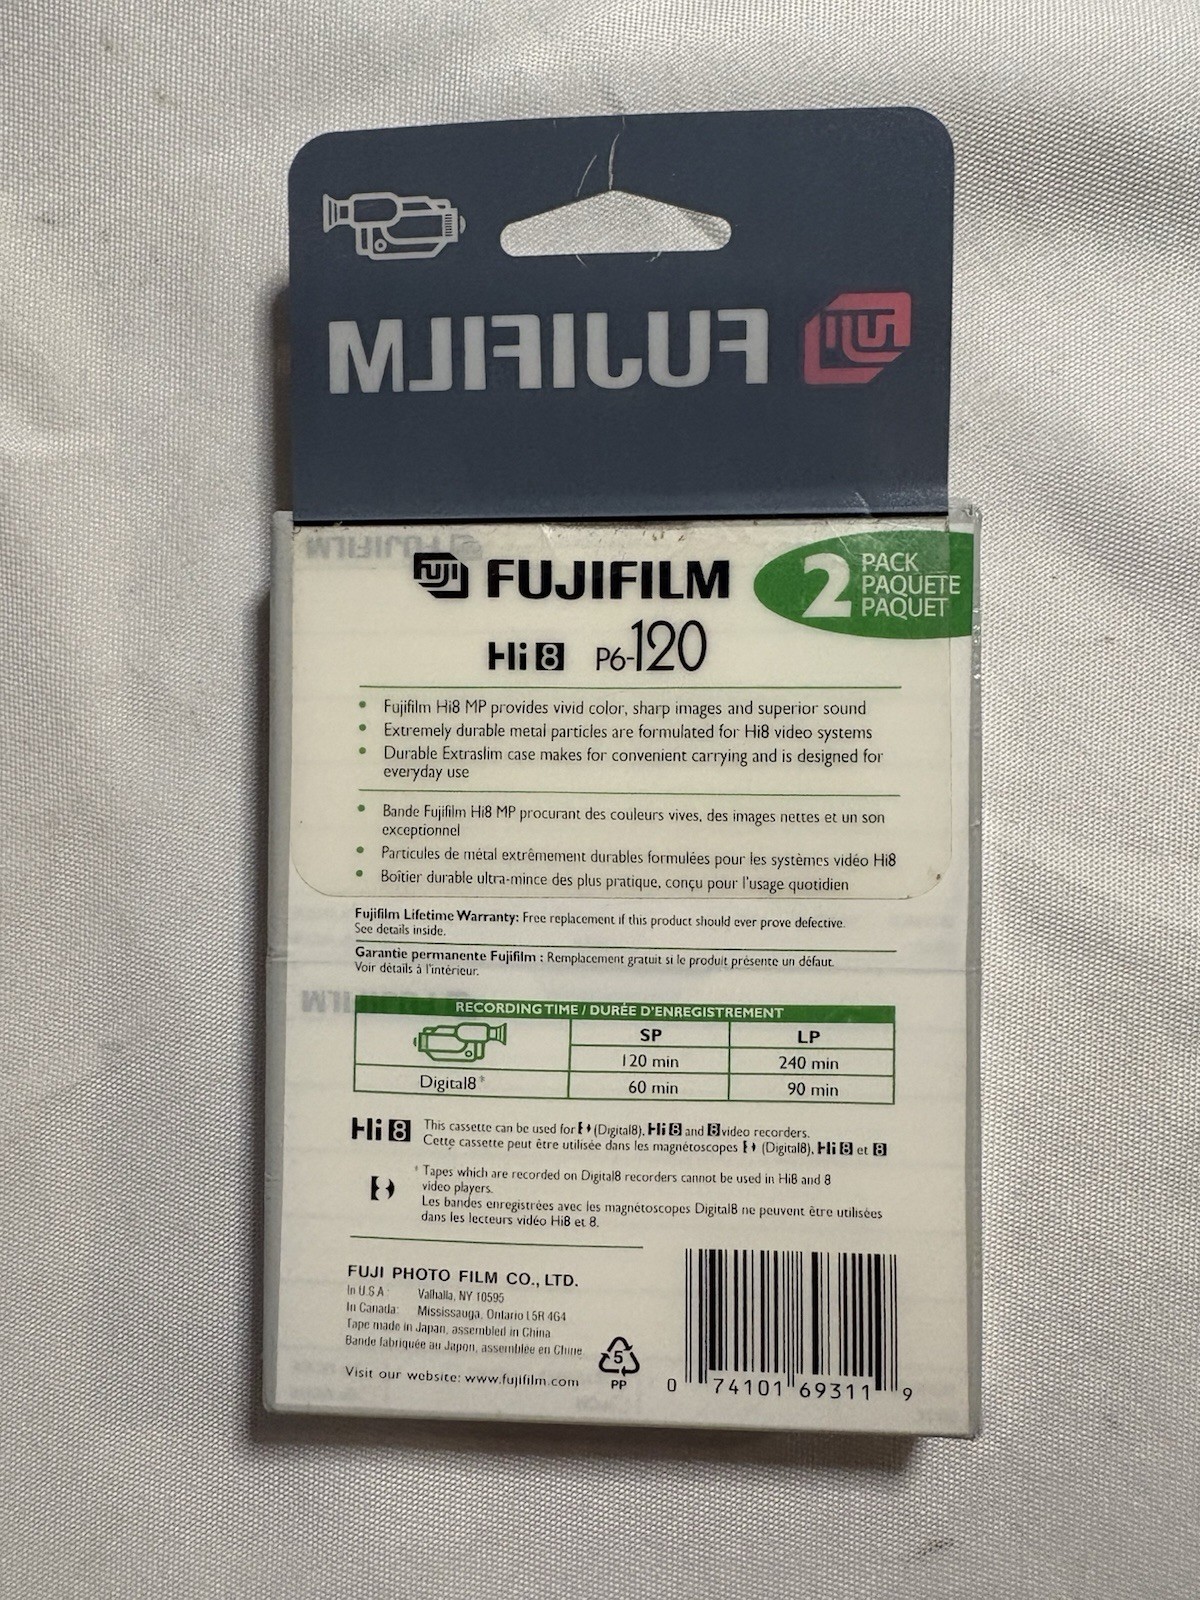 FUJIFILM
FUJI
FUJI FUJIFILM
2 PACK
PAQUETE
PAQUET
Hi8 P6-120
• Fujifilm Hi8 MP provides vivid color, sharp images and superior sound
• Extremely durable metal particles are formulated for Hi8 video systems
• Durable Extraslim case makes for convenient carrying and is designed for
everyday use
• Bande Fujifilm Hi8 MP procurant des couleurs vives, des images nettes et un son
exceptionnel
• Particules de métal extrêmement durables formulées pour les systèmes vidéo Hi8
• Boîtier durable ultra-mince des plus pratique, conçu pour l'usage quotidien
Fujifilm Lifetime Warranty: Free replacement if this product should ever prove defective.
See details inside.
Garantie permanente Fujifilm : Remplacement gratuit si le produit présente un défaut.
Voir détails à l'intérieur.
RECORDING TIME / DURÉE D'ENREGISTREMENT
SP LP
120 min 240 min
Digital8* 60 min 90 min
Hi8 This cassette can be used for (Digital8), Hi8 and 8 video recorders.
Cette cassette peut être utilisée dans les magnétoscopes (Digital8), Hi8 et 8
* Tapes which are recorded on Digital8 recorders cannot be used in Hi8 and 8
video players.
Les bandes enregistrées avec les magnétoscopes Digital8 ne peuvent être utilisées
dans les lecteurs vidéo Hi8 et 8.
FUJI PHOTO FILM CO., LTD.
In U.S.A: Valhalla, NY 10595
In Canada: Mississauga, Ontario L5R 4G4
Tape made in Japan, assembled in China
Bande fabriquée au Japon, assemblée en Chine
Visit our website: www.fujifilm.com
5
PP
0 74101 69311 9